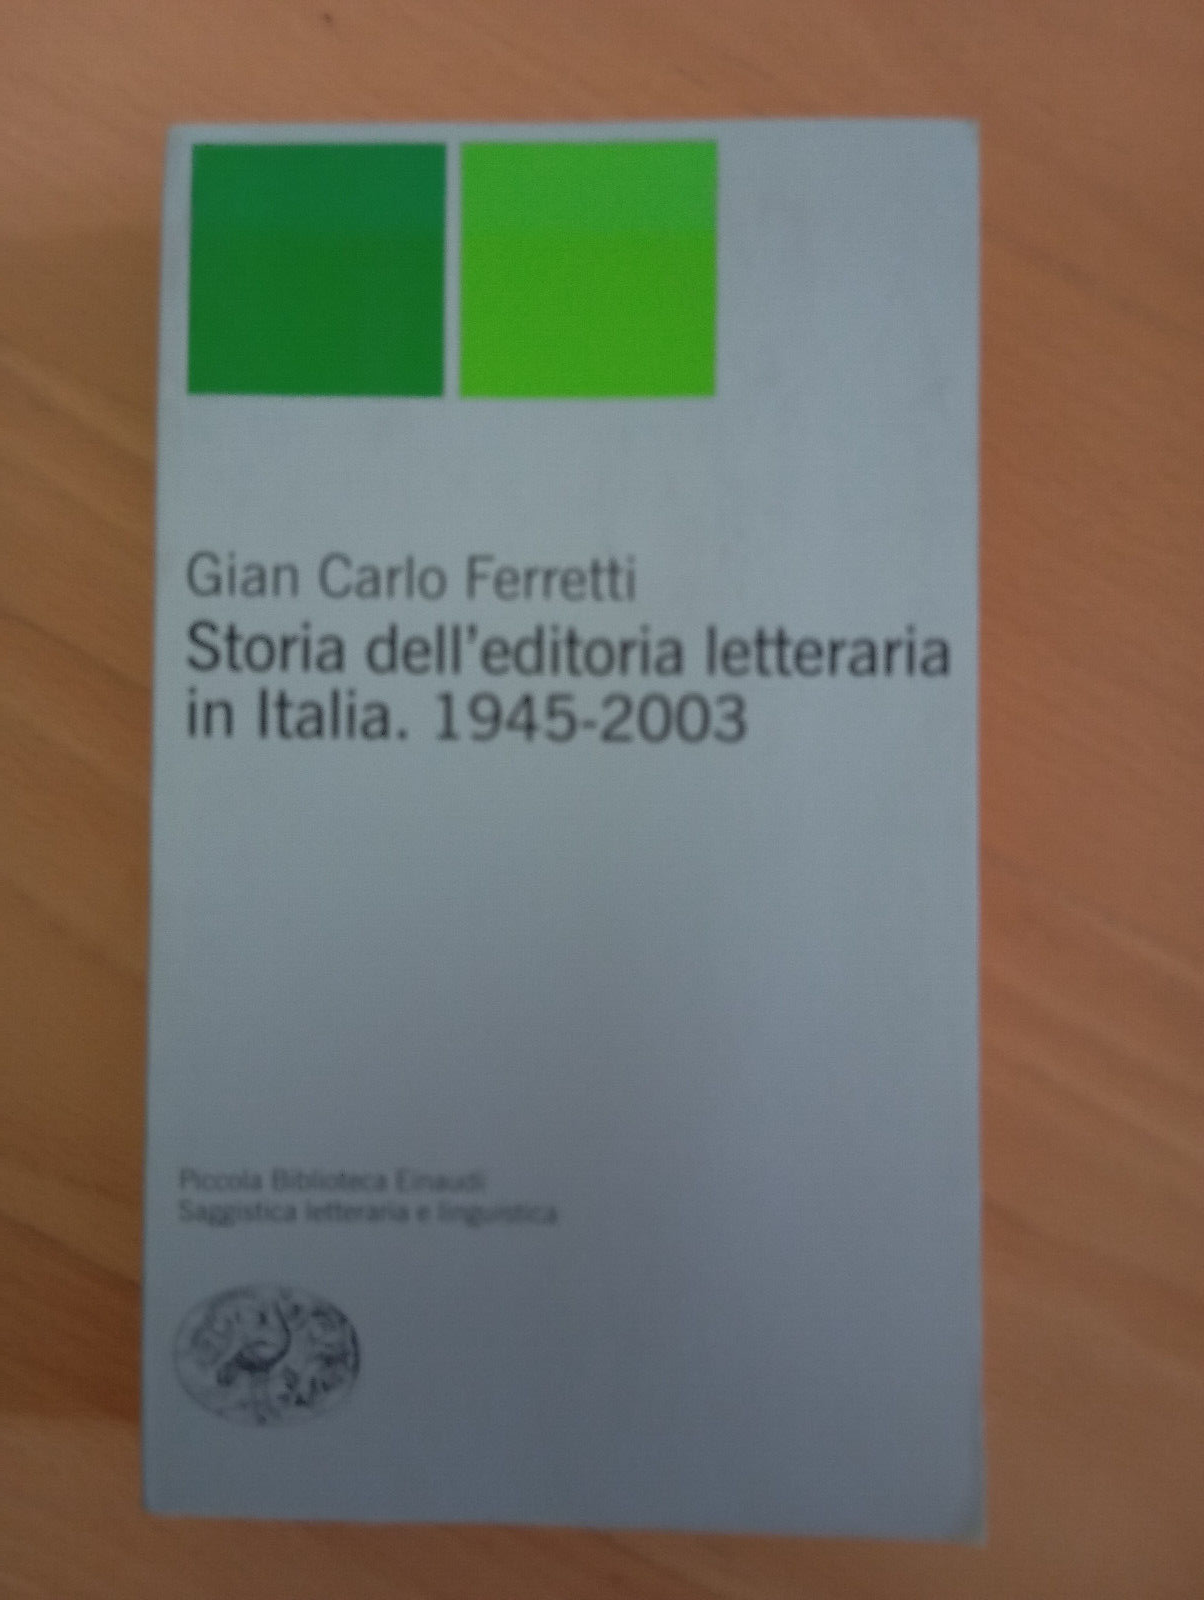 Gian Carlo Ferretti
Storia dell'editoria letteraria
in Italia. 1945-2003
Piccola Biblioteca Einaudi
Saggistica letteraria e linguistica